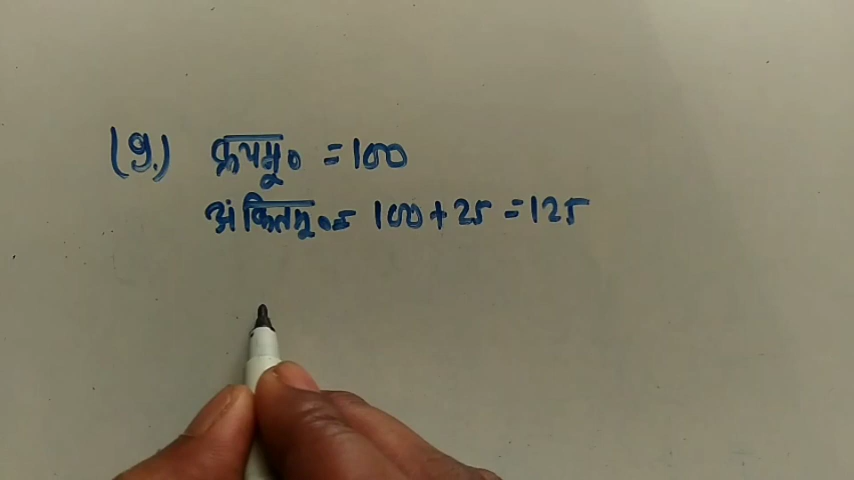 (9.) क्रयमू० = 100
अंकितमू० = 100 + 25 = 125